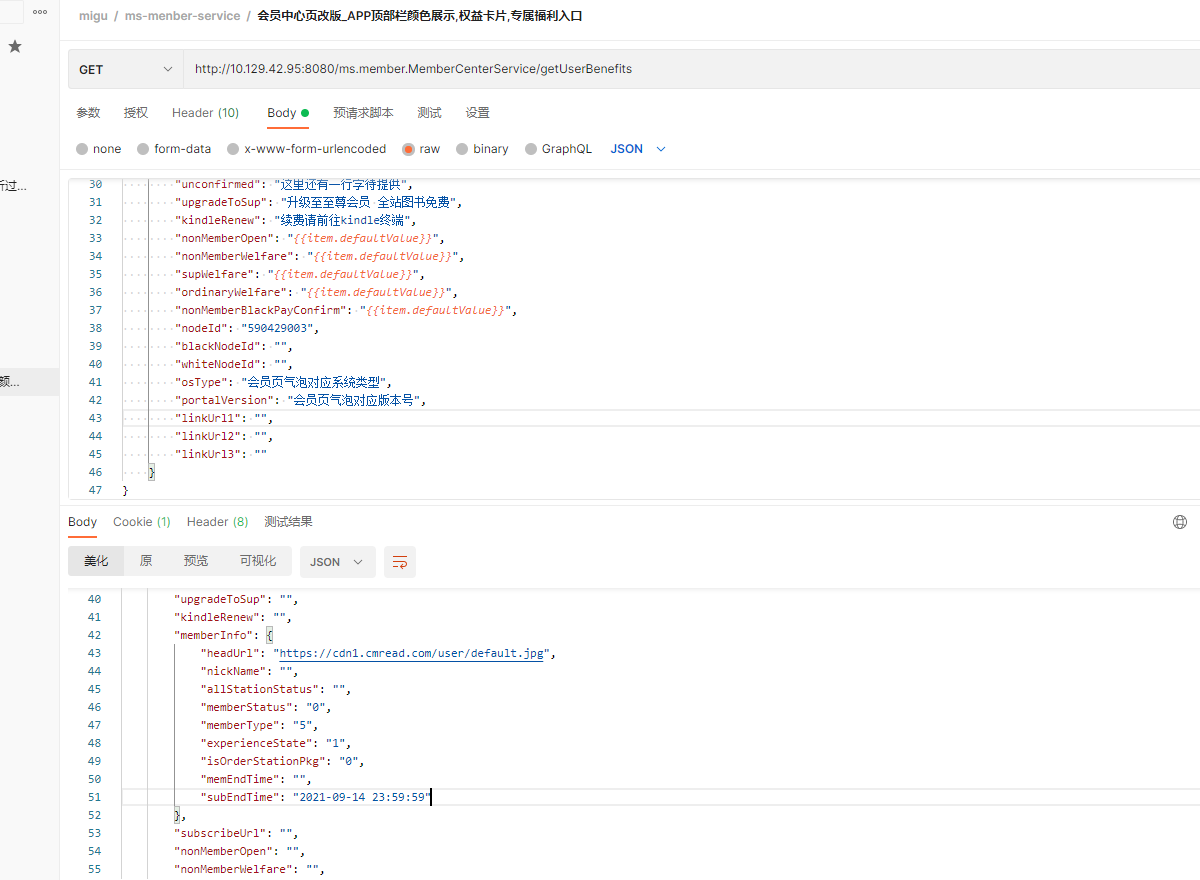 migu / ms-menber-service / 会员中心页改版_APP顶部栏颜色展示,权益卡片,专属福利入口
GET http://10.129.42.95:8080/ms.member.MemberCenterService/getUserBenefits
参数 授权 Header (10) Body 预请求脚本 测试 设置
none form-data x-www-form-urlencoded raw binary GraphQL JSON
过...
颜...
30 "unconfirmed": "这里还有一行字待提供",
31 "upgradeToSup": "升级至至尊会员 全站图书免费",
32 "kindleRenew": "续费请前往kindle终端",
33 "nonMemberOpen": "{{item.defaultValue}}",
34 "nonMemberWelfare": "{{item.defaultValue}}",
35 "supWelfare": "{{item.defaultValue}}",
36 "ordinaryWelfare": "{{item.defaultValue}}",
37 "nonMemberBlackPayConfirm": "{{item.defaultValue}}",
38 "nodeId": "590429003",
39 "blackNodeId": "",
40 "whiteNodeId": "",
41 "osType": "会员页气泡对应系统类型",
42 "portalVersion": "会员页气泡对应版本号",
43 "linkUrl1": "",
44 "linkUrl2": "",
45 "linkUrl3": ""
46 }
47 }
Body Cookie (1) Header (8) 测试结果
美化 原 预览 可视化 JSON
40 "upgradeToSup": "",
41 "kindleRenew": "",
42 "memberInfo": {
43 "headUrl": "https://cdn1.cmread.com/user/default.jpg",
44 "nickName": "",
45 "allStationStatus": "",
46 "memberStatus": "0",
47 "memberType": "5",
48 "experienceState": "1",
49 "isOrderStationPkg": "0",
50 "memEndTime": "",
51 "subEndTime": "2021-09-14 23:59:59"
52 },
53 "subscribeUrl": "",
54 "nonMemberOpen": "",
55 "nonMemberWelfare": "",